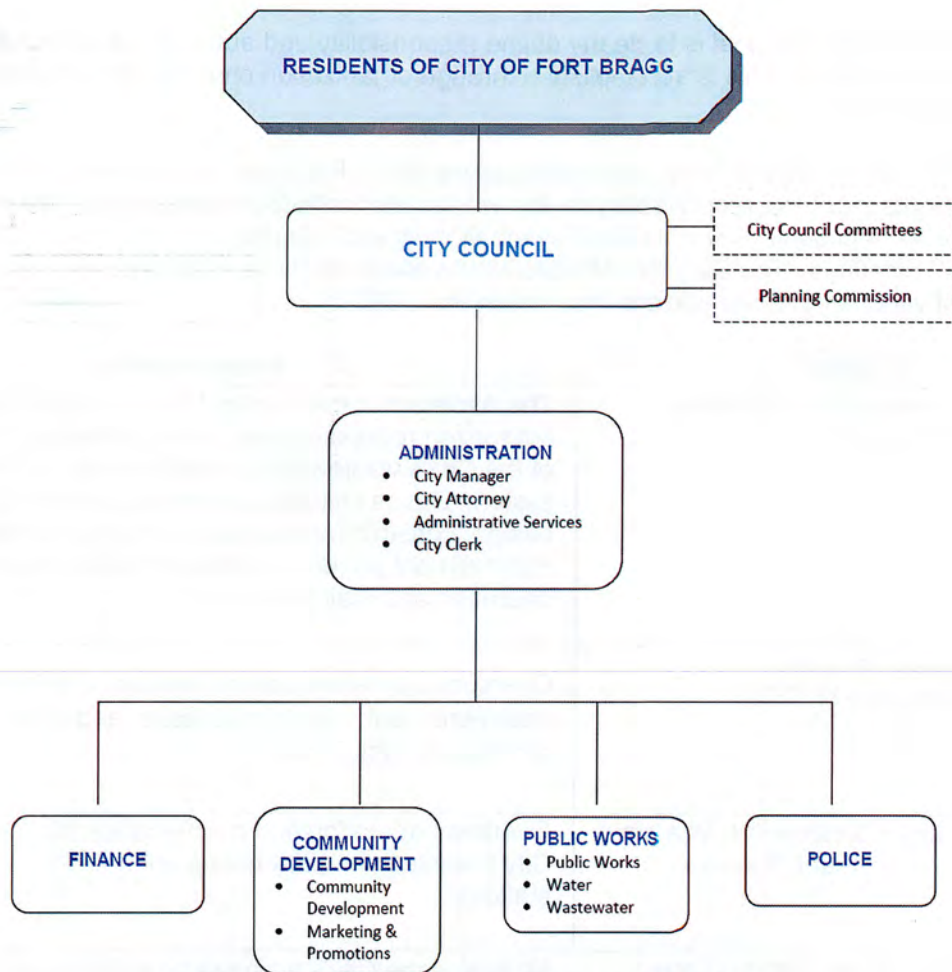 RESIDENTS OF CITY OF FORT BRAGG
CITY COUNCIL
City Council Committees
Planning Commission
ADMINISTRATION
• City Manager
• City Attorney
• Administrative Services
• City Clerk
FINANCE
COMMUNITY
DEVELOPMENT
• Community
Development
• Marketing &
Promotions
PUBLIC WORKS
• Public Works
• Water
• Wastewater
POLICE